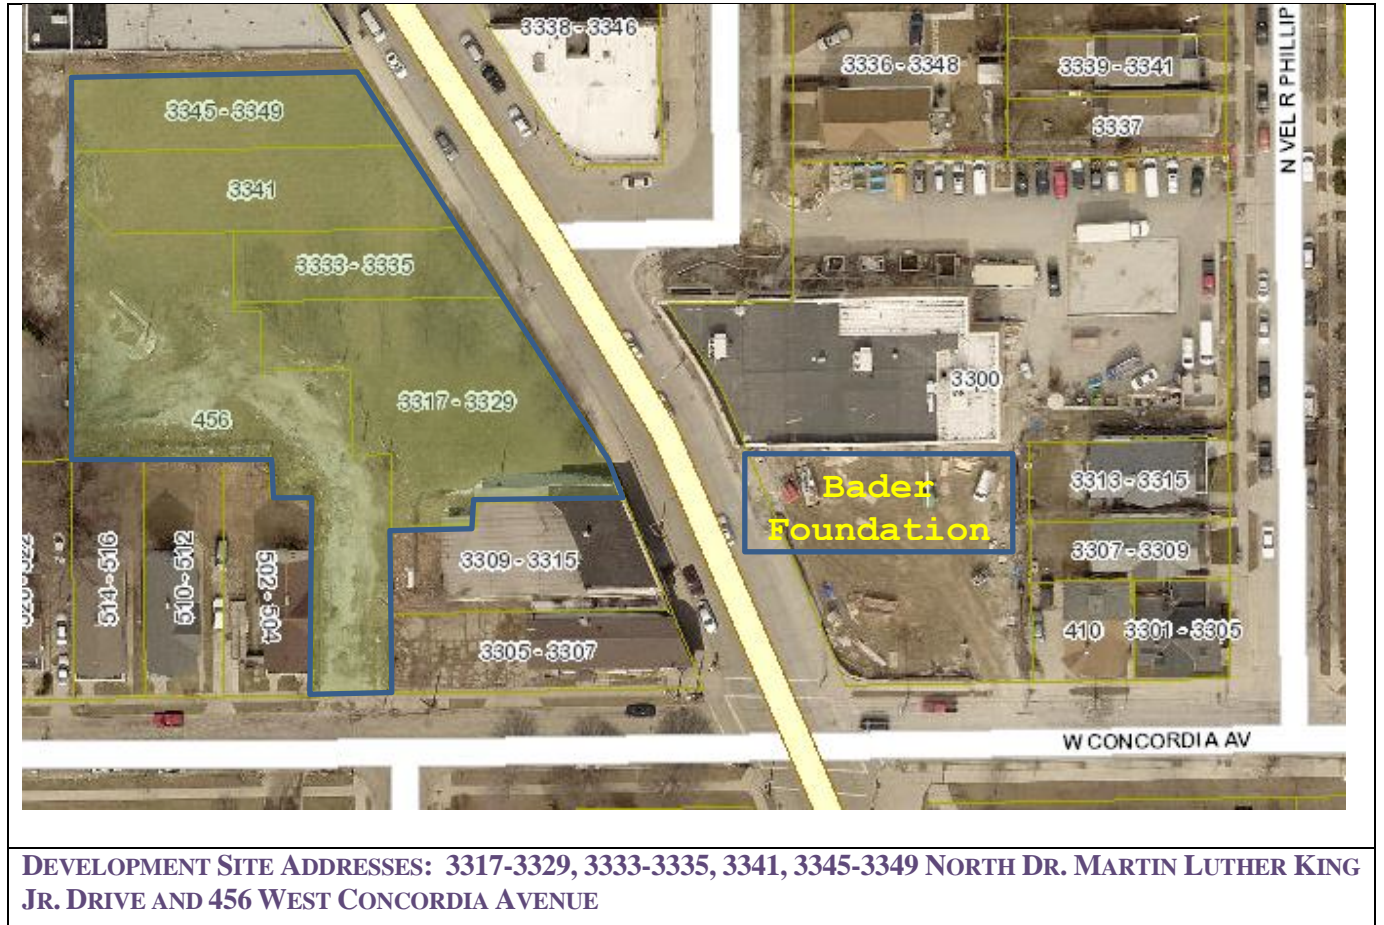 3338 - 3346
3336 - 3348
3339 - 3341
3345 - 3349
3337
N VEL R PHILLIP
3341
3333 - 3335
3300
3317 - 3329
456
Bader
Foundation
3313 - 3315
514 - 516
510 - 512
502 - 504
3309 - 3315
3307 - 3309
410
3301 - 3305
3305 - 3307
W CONCORDIA AV
DEVELOPMENT SITE ADDRESSES: 3317-3329, 3333-3335, 3341, 3345-3349 NORTH DR. MARTIN LUTHER KING
JR. DRIVE AND 456 WEST CONCORDIA AVENUE